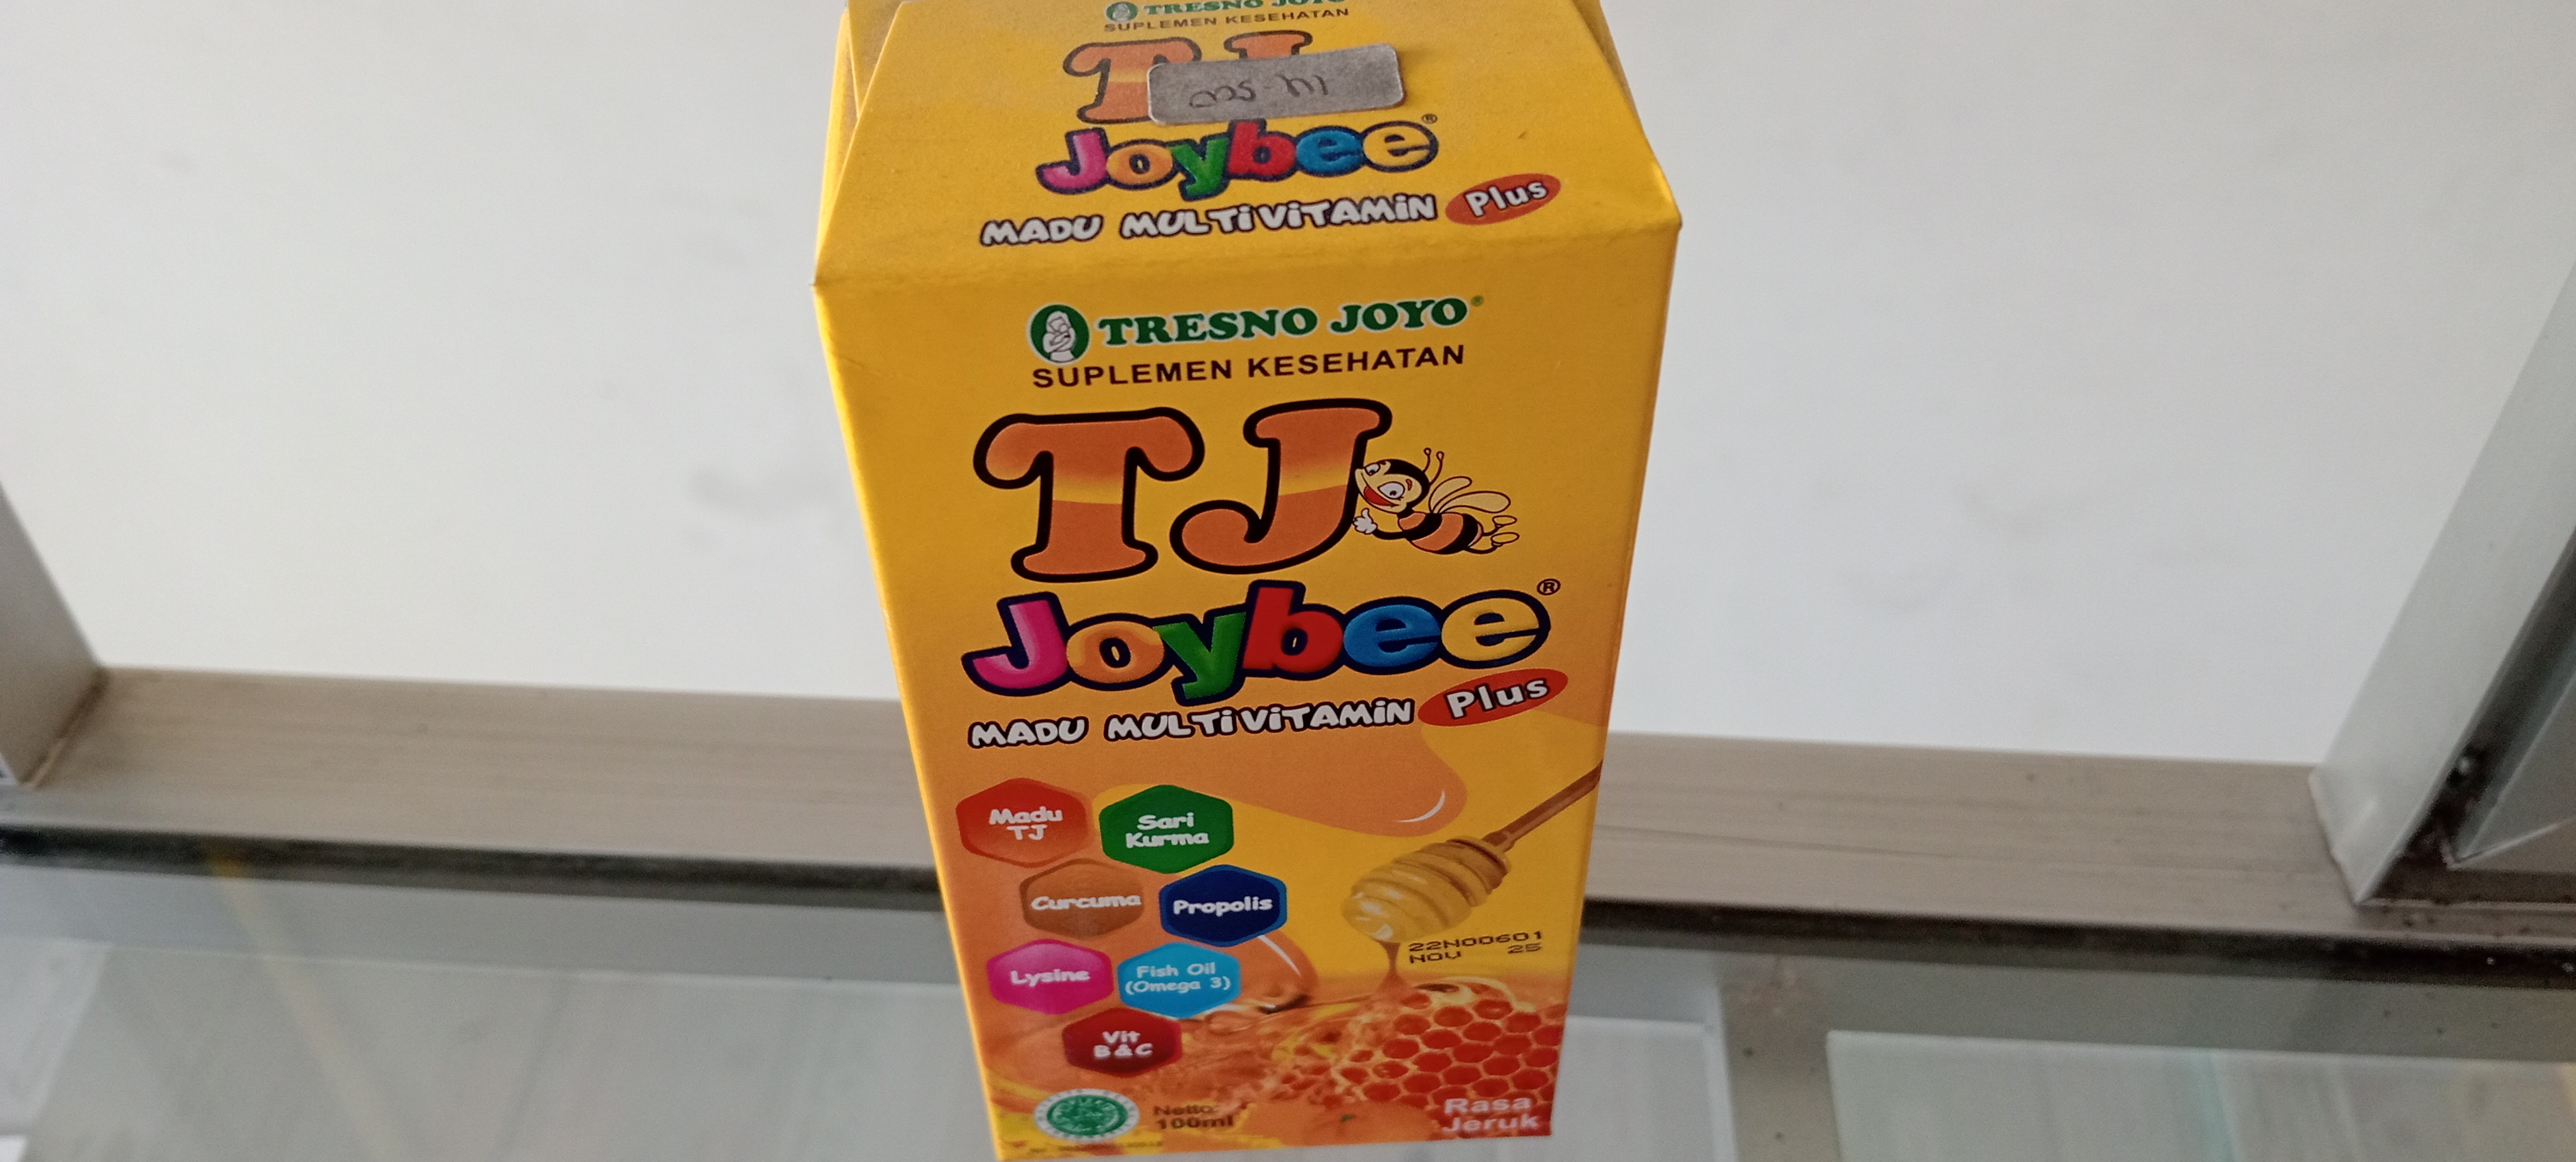 TRESNO JOYO
SUPLEMEN KESEHATAN
TJ
Joybee®
MADU MULTIVITAMIN Plus
TRESNO JOYO®
SUPLEMEN KESEHATAN
TJ
Joybee®
MADU MULTIVITAMIN Plus
Madu
TJ
Sari
Kurma
Curcuma
Propolis
Lysine
Fish Oil
(Omega 3)
Vit
B & C
22N00601
NOV 25
Netto:
100ml
Rasa
Jeruk